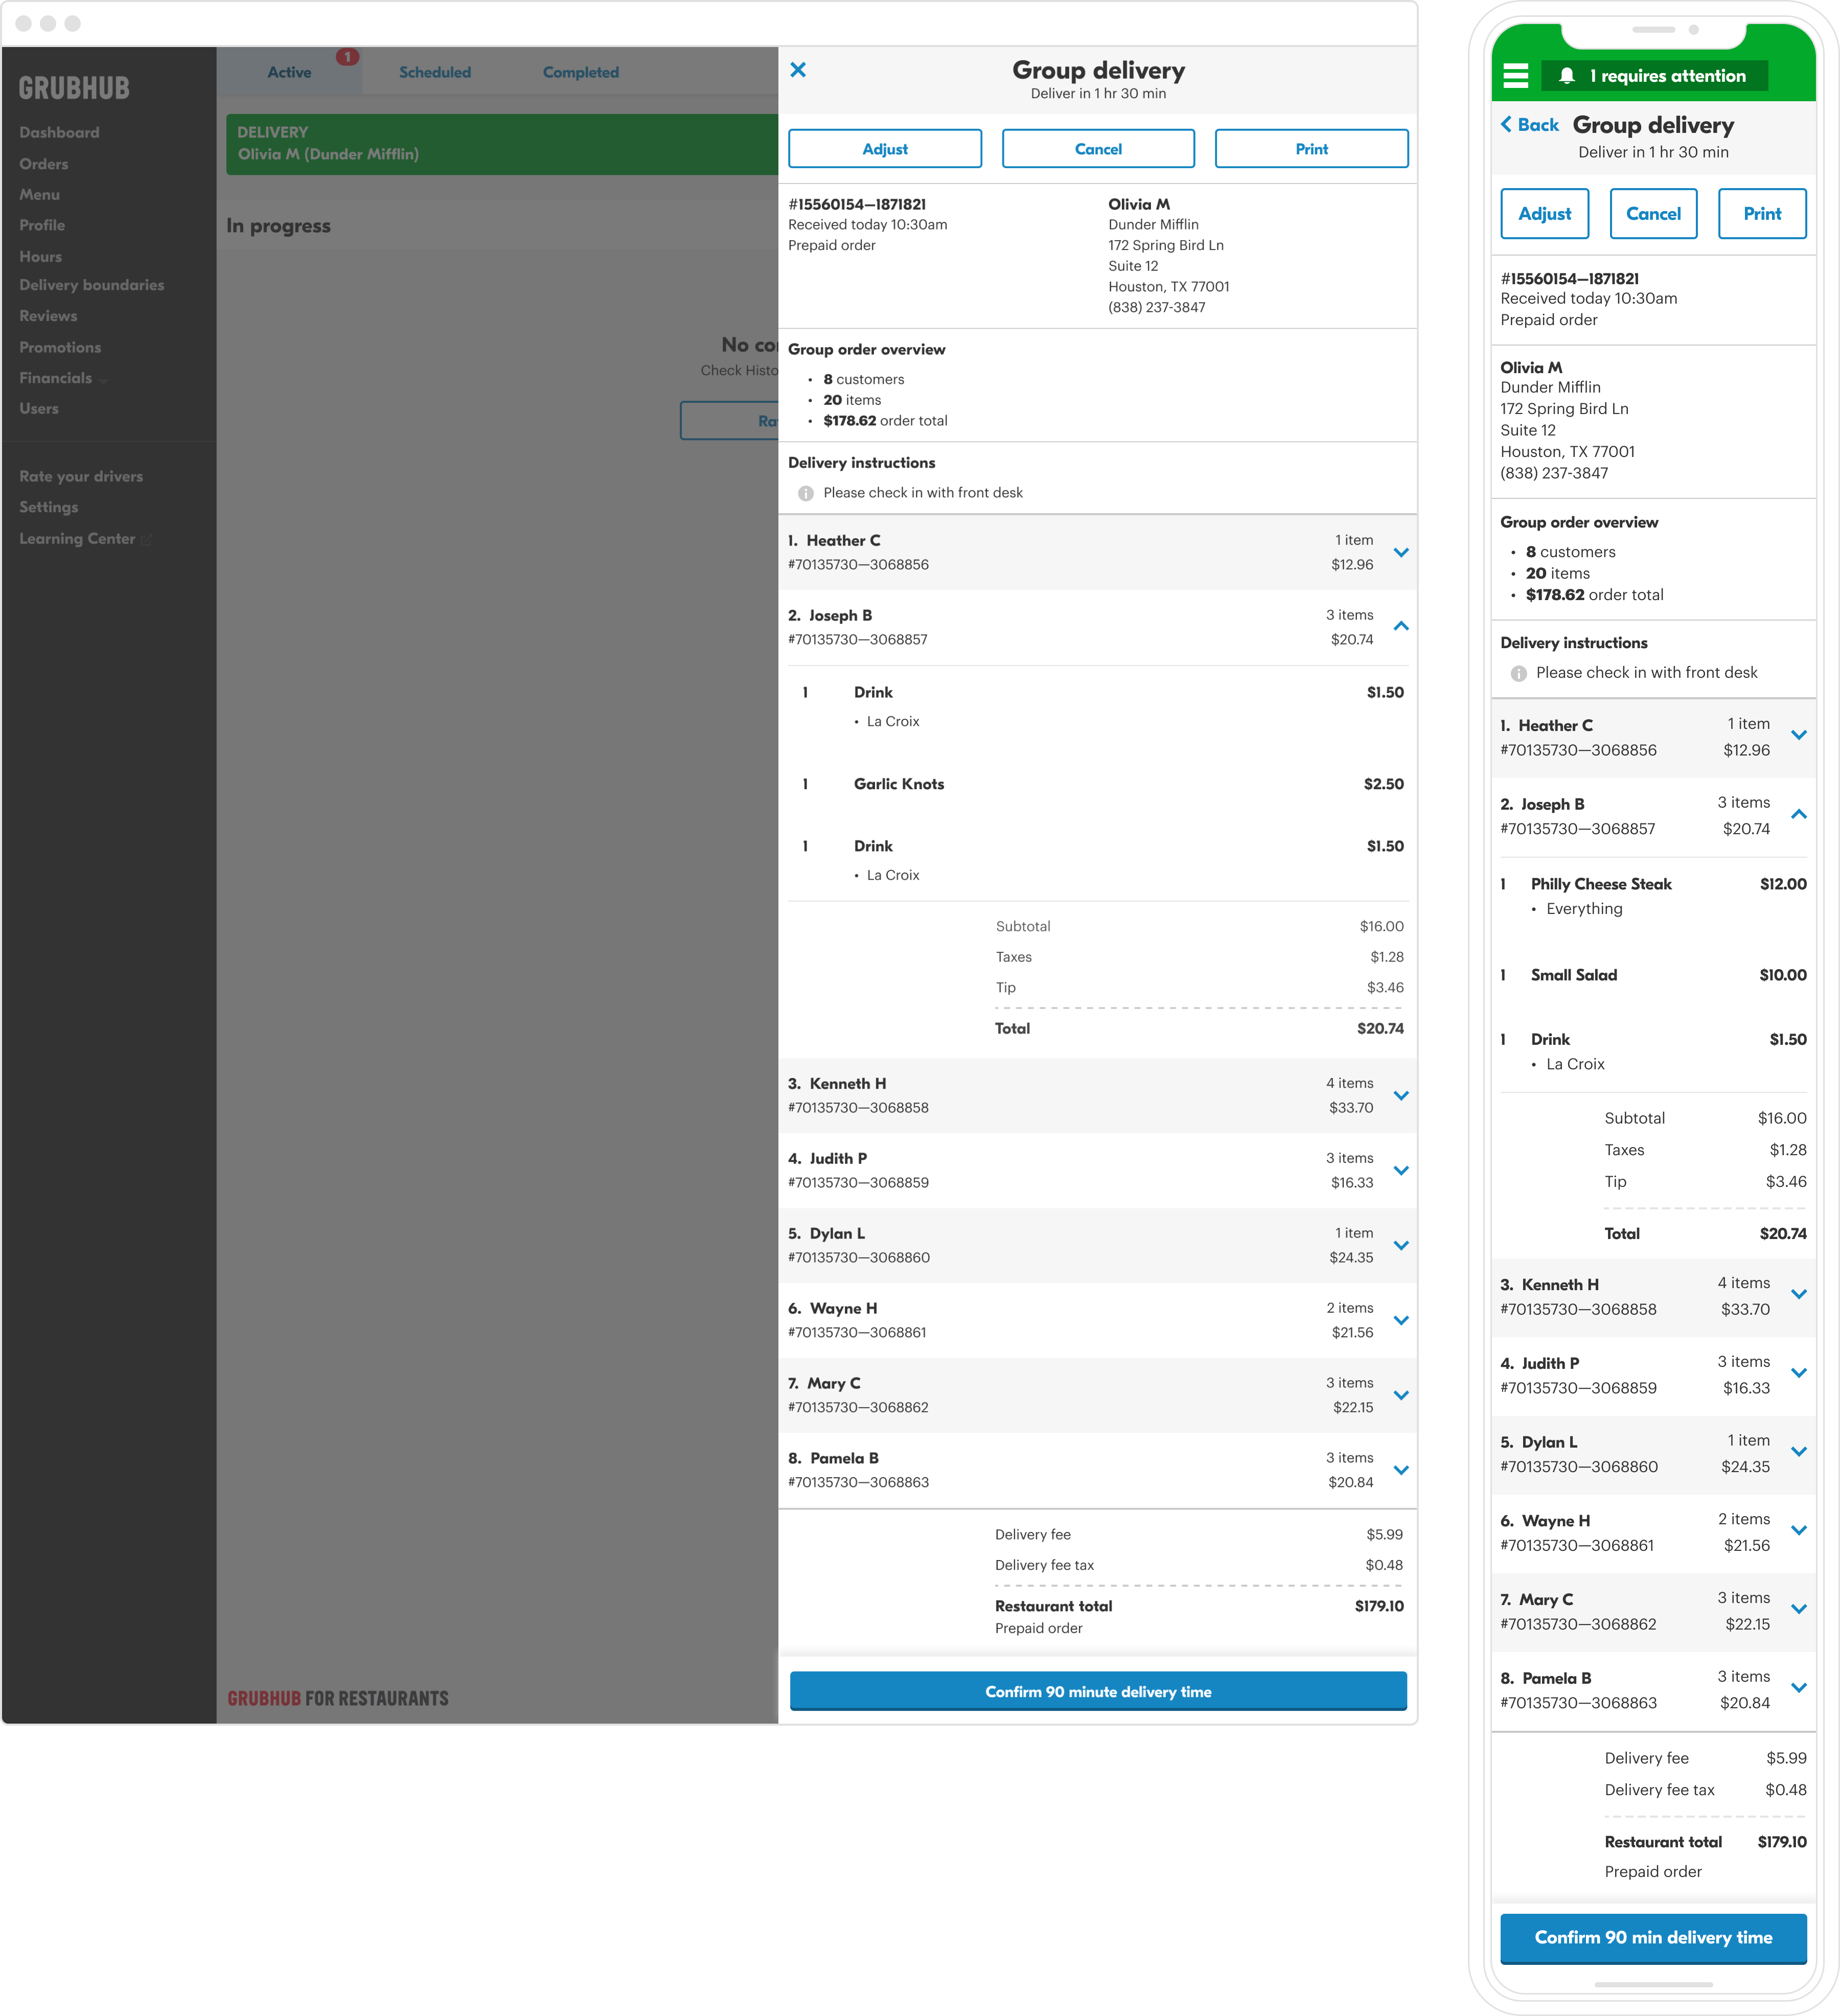 GRUBHUB
Dashboard
Orders
Menu
Profile
Hours
Delivery boundaries
Reviews
Promotions
Financials
Users
Rate your drivers
Settings
Learning Center
Active
1
Scheduled
Completed
DELIVERY
Olivia M (Dunder Mifflin)
In progress
No co
Check Histo
Ra
GRUBHUB FOR RESTAURANTS
Group delivery
Deliver in 1 hr 30 min
Adjust
Cancel
Print
#15560154—1871821
Received today 10:30am
Prepaid order
Olivia M
Dunder Mifflin
172 Spring Bird Ln
Suite 12
Houston, TX 77001
(838) 237-3847
Group order overview
• 8 customers
• 20 items
• $178.62 order total
Delivery instructions
Please check in with front desk
1. Heather C 1 item
#70135730—3068856 $12.96
2. Joseph B 3 items
#70135730—3068857 $20.74
1 Drink $1.50
• La Croix
1 Garlic Knots $2.50
1 Drink $1.50
• La Croix
Subtotal $16.00
Taxes $1.28
Tip $3.46
Total $20.74
3. Kenneth H 4 items
#70135730—3068858 $33.70
4. Judith P 3 items
#70135730—3068859 $16.33
5. Dylan L 1 item
#70135730—3068860 $24.35
6. Wayne H 2 items
#70135730—3068861 $21.56
7. Mary C 3 items
#70135730—3068862 $22.15
8. Pamela B 3 items
#70135730—3068863 $20.84
Delivery fee $5.99
Delivery fee tax $0.48
Restaurant total $179.10
Prepaid order
Confirm 90 minute delivery time
1 requires attention
Back Group delivery
Deliver in 1 hr 30 min
Adjust
Cancel
Print
#15560154—1871821
Received today 10:30am
Prepaid order
Olivia M
Dunder Mifflin
172 Spring Bird Ln
Suite 12
Houston, TX 77001
(838) 237-3847
Group order overview
• 8 customers
• 20 items
• $178.62 order total
Delivery instructions
Please check in with front desk
1. Heather C 1 item
#70135730—3068856 $12.96
2. Joseph B 3 items
#70135730—3068857 $20.74
1 Philly Cheese Steak $12.00
• Everything
1 Small Salad $10.00
1 Drink $1.50
• La Croix
Subtotal $16.00
Taxes $1.28
Tip $3.46
Total $20.74
3. Kenneth H 4 items
#70135730—3068858 $33.70
4. Judith P 3 items
#70135730—3068859 $16.33
5. Dylan L 1 item
#70135730—3068860 $24.35
6. Wayne H 2 items
#70135730—3068861 $21.56
7. Mary C 3 items
#70135730—3068862 $22.15
8. Pamela B 3 items
#70135730—3068863 $20.84
Delivery fee $5.99
Delivery fee tax $0.48
Restaurant total $179.10
Prepaid order
Confirm 90 min delivery time